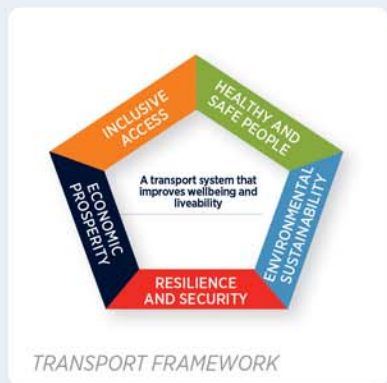 INCLUSIVE
ACCESS
HEALTHY AND
SAFE PEOPLE
A transport system that
improves wellbeing and
liveability
ECONOMIC
PROSPERITY
ENVIRONMENTAL
SUSTAINABILITY
RESILIENCE
AND SECURITY
TRANSPORT FRAMEWORK